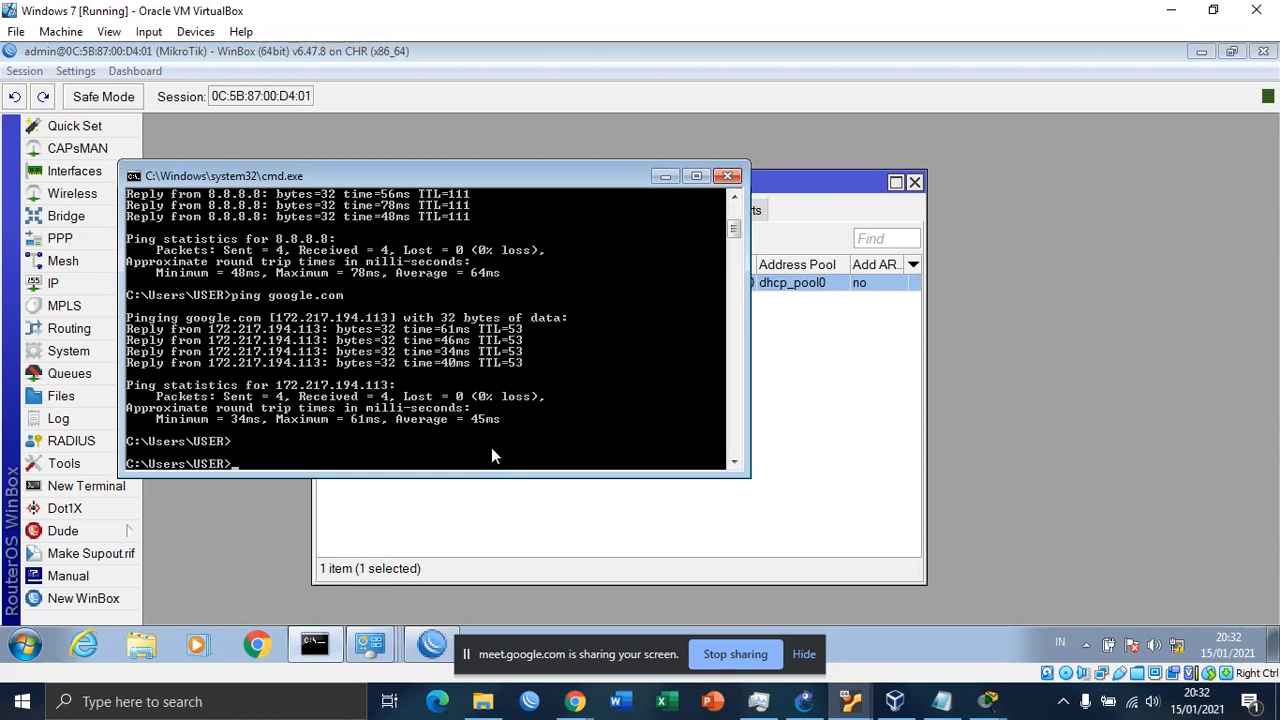 Windows 7 [Running] - Oracle VM VirtualBox
File Machine View Input Devices Help
admin@0C:5B:87:00:D4:01 (MikroTik) - WinBox (64bit) v6.47.8 on CHR (x86_64)
Session Settings Dashboard
Safe Mode Session: 0C:5B:87:00:D4:01
Quick Set
CAPsMAN
Interfaces
Wireless
Bridge
PPP
Mesh
IP
MPLS
Routing
System
Queues
Files
Log
RADIUS
Tools
New Terminal
Dot1X
Dude
Make Supout.rif
Manual
New WinBox
RouterOS WinBox
C:\Windows\system32\cmd.exe
Reply from 8.8.8.8: bytes=32 time=56ms TTL=111
Reply from 8.8.8.8: bytes=32 time=78ms TTL=111
Reply from 8.8.8.8: bytes=32 time=48ms TTL=111
Ping statistics for 8.8.8.8:
Packets: Sent = 4, Received = 4, Lost = 0 (0% loss),
Approximate round trip times in milli-seconds:
Minimum = 48ms, Maximum = 78ms, Average = 64ms
C:\Users\USER>ping google.com
Pinging google.com [172.217.194.113] with 32 bytes of data:
Reply from 172.217.194.113: bytes=32 time=61ms TTL=53
Reply from 172.217.194.113: bytes=32 time=46ms TTL=53
Reply from 172.217.194.113: bytes=32 time=34ms TTL=53
Reply from 172.217.194.113: bytes=32 time=40ms TTL=53
Ping statistics for 172.217.194.113:
Packets: Sent = 4, Received = 4, Lost = 0 (0% loss),
Approximate round trip times in milli-seconds:
Minimum = 34ms, Maximum = 61ms, Average = 45ms
C:\Users\USER>
C:\Users\USER>_
ts
Find
Address Pool Add AR..
dhcp_pool0 no
1 item (1 selected)
meet.google.com is sharing your screen. Stop sharing Hide
IN
20:32
15/01/2021
Right Ctrl
Type here to search
20:32
15/01/2021